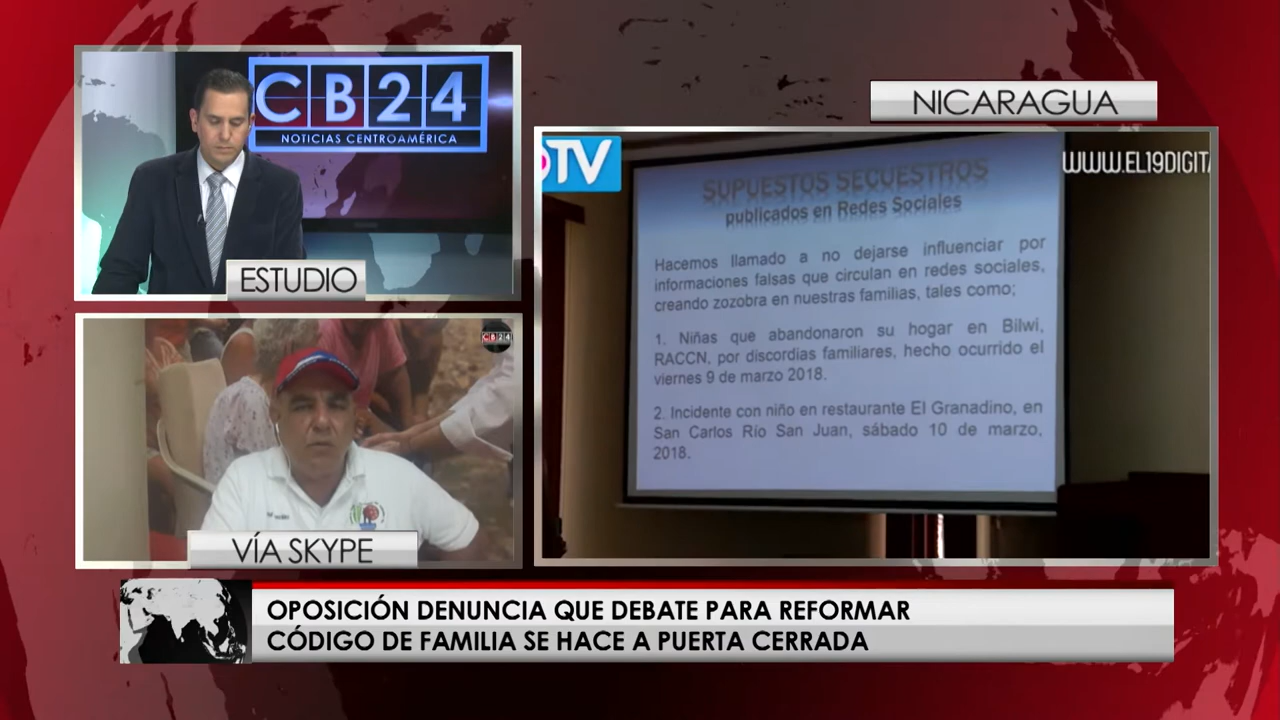 CB24
NOTICIAS CENTROAMÉRICA
ESTUDIO
CB24
VÍA SKYPE
NICARAGUA
TV
WWW.EL19DIGITA
SUPUESTOS SECUESTROS
publicados en Redes Sociales
Hacemos llamado a no dejarse influenciar por
informaciones falsas que circulan en redes sociales,
creando zozobra en nuestras familias, tales como;
1. Niñas que abandonaron su hogar en Bilwi,
RACCN, por discordias familiares, hecho ocurrido el
viernes 9 de marzo 2018.
2. Incidente con niño en restaurante El Granadino, en
San Carlos Río San Juan, sábado 10 de marzo,
2018.
OPOSICIÓN DENUNCIA QUE DEBATE PARA REFORMAR
CÓDIGO DE FAMILIA SE HACE A PUERTA CERRADA